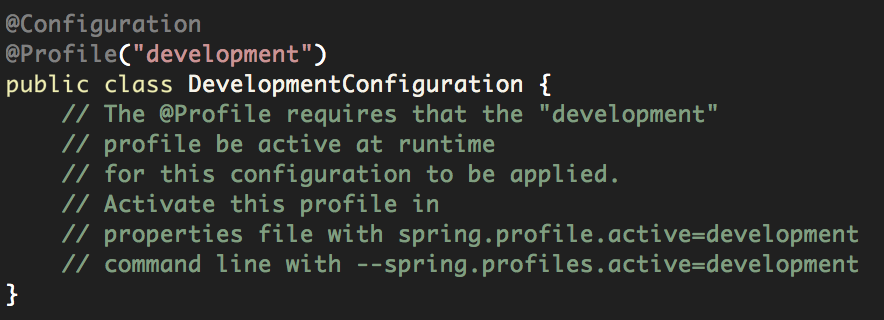 @Configuration
@Profile("development")
public class DevelopmentConfiguration {
    // The @Profile requires that the "development"
    // profile be active at runtime
    // for this configuration to be applied.
    // Activate this profile in
    // properties file with spring.profile.active=development
    // command line with --spring.profiles.active=development
}